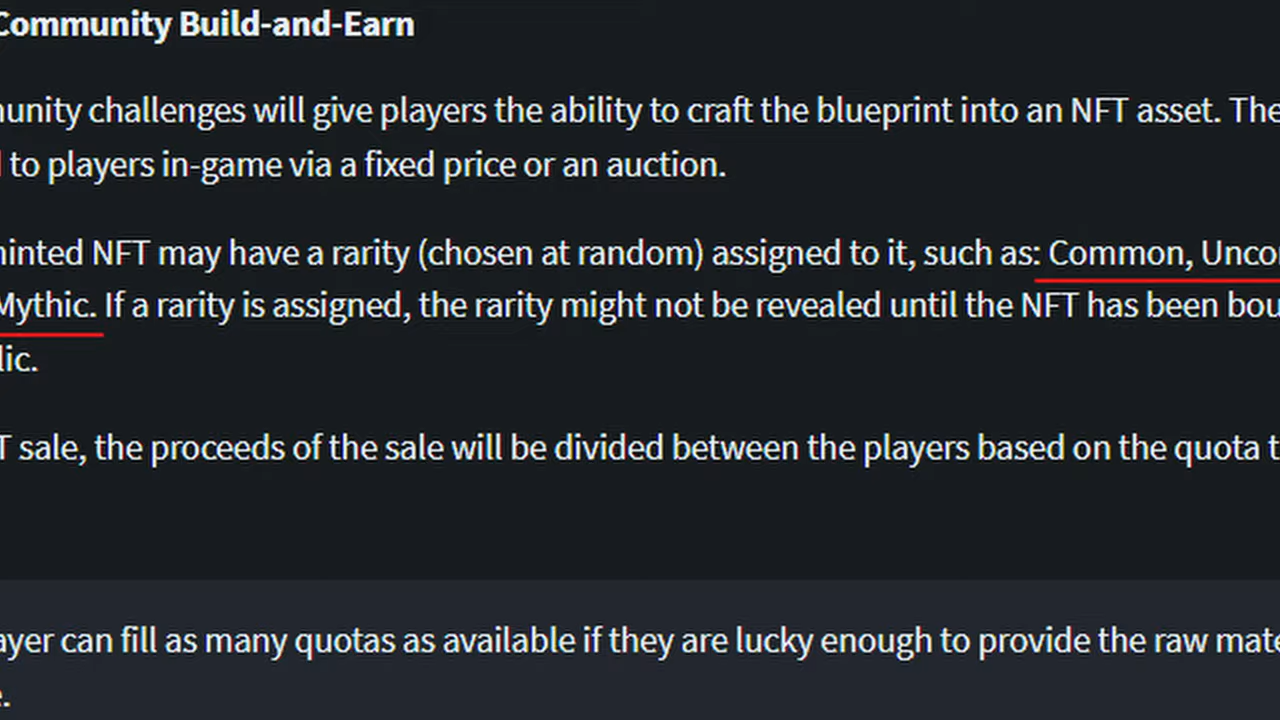 Community Build-and-Earn
munity challenges will give players the ability to craft the blueprint into an NFT asset. The
to players in-game via a fixed price or an auction.
minted NFT may have a rarity (chosen at random) assigned to it, such as: Common, Unco
Mythic. If a rarity is assigned, the rarity might not be revealed until the NFT has been bou
lic.
T sale, the proceeds of the sale will be divided between the players based on the quota t
ayer can fill as many quotas as available if they are lucky enough to provide the raw mate
e.